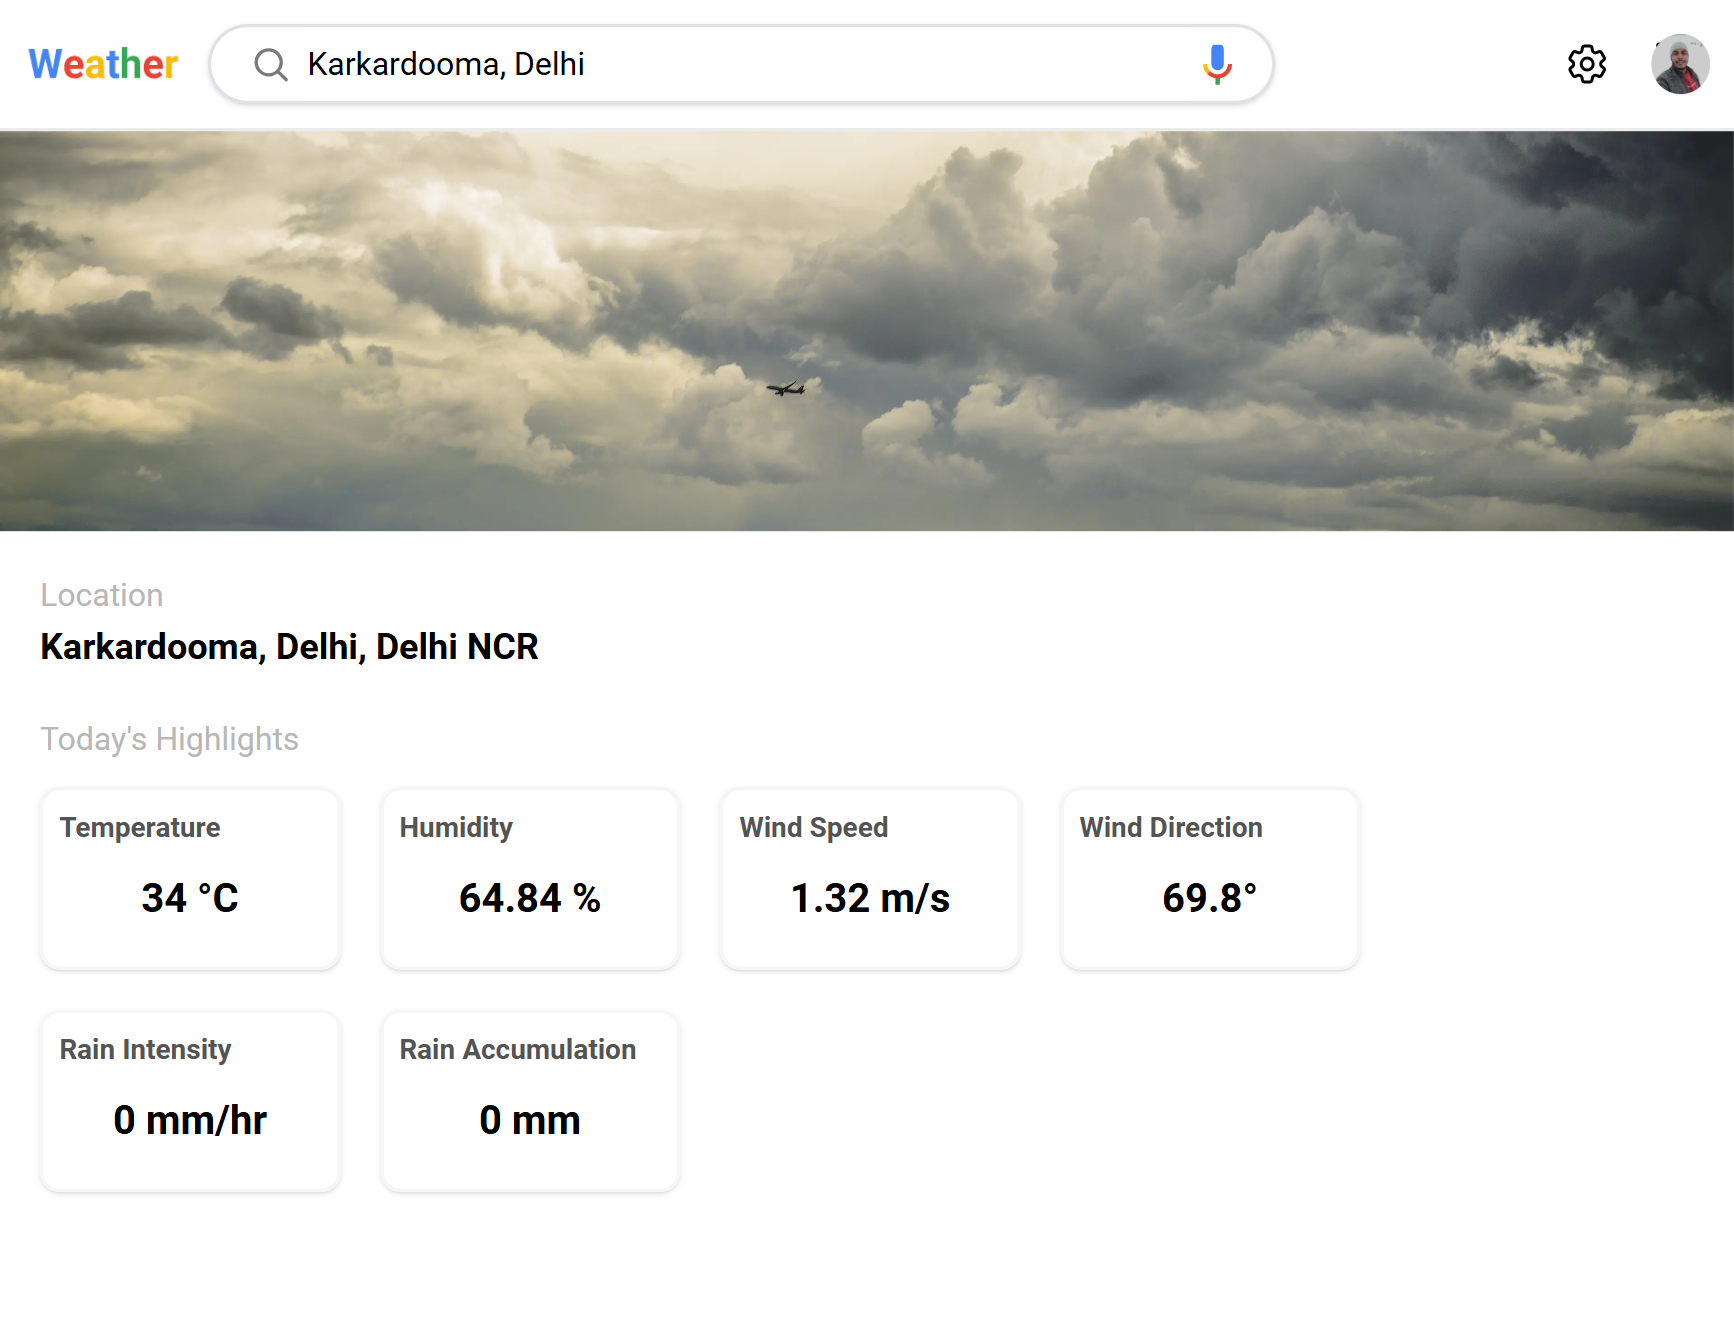 Weather
Karkardooma, Delhi
Location
Karkardooma, Delhi, Delhi NCR
Today's Highlights
Temperature
34 °C
Humidity
64.84 %
Wind Speed
1.32 m/s
Wind Direction
69.8°
Rain Intensity
0 mm/hr
Rain Accumulation
0 mm